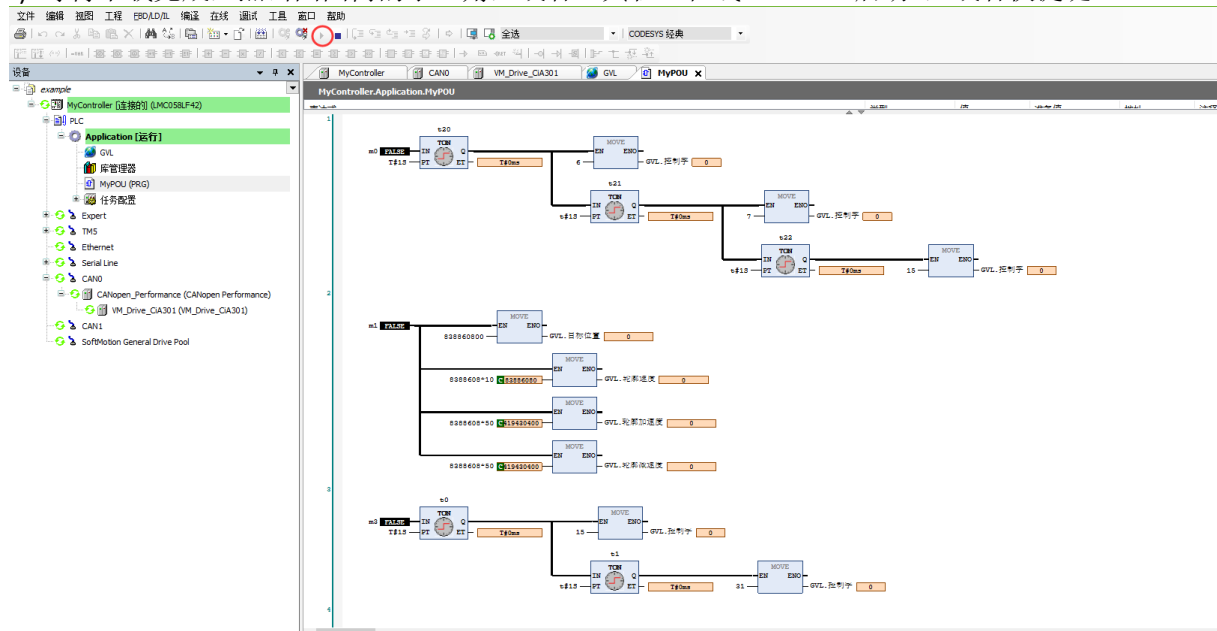 文件 编辑 视图 工程 FBD/LD/IL 编译 在线 调试 工具 窗口 帮助
全选 CODESYS 经典
设备
MyController CAN0 VM_Drive_CiA301 GVL MyPOU
example
MyController.Application.MyPOU
MyController [连接的] (LMC058LF42)
PLC
Application [运行]
GVL
库管理器
MyPOU (PRG)
任务配置
Expert
TM5
Ethernet
Serial Line
CAN0
CANopen_Performance (CANopen Performance)
VM_Drive_CiA301 (VM_Drive_CiA301)
CAN1
SoftMotion General Drive Pool
1
t20
TON MOVE
m0 FALSE IN Q EN ENO
T#1S PT ET T#0ms 6 GVL.控制字 0
t21
TON MOVE
IN Q EN ENO
t#1S PT ET T#0ms 7 GVL.控制字 0
t22
TON MOVE
IN Q EN ENO
t#1S PT ET T#0ms 15 GVL.控制字 0
2
MOVE
m1 FALSE EN ENO
838860800 GVL.目标位置 0
MOVE
EN ENO
8388608*10 C 83886080 GVL.轮廓速度 0
MOVE
EN ENO
8388608*50 C 419430400 GVL.轮廓加速度 0
MOVE
EN ENO
8388608*50 C 419430400 GVL.轮廓减速度 0
3
t0
TON MOVE
m3 FALSE IN Q EN ENO
T#1S PT ET T#0ms 15 GVL.控制字 0
t1
TON MOVE
IN Q EN ENO
t#1S PT ET T#0ms 31 GVL.控制字 0
4